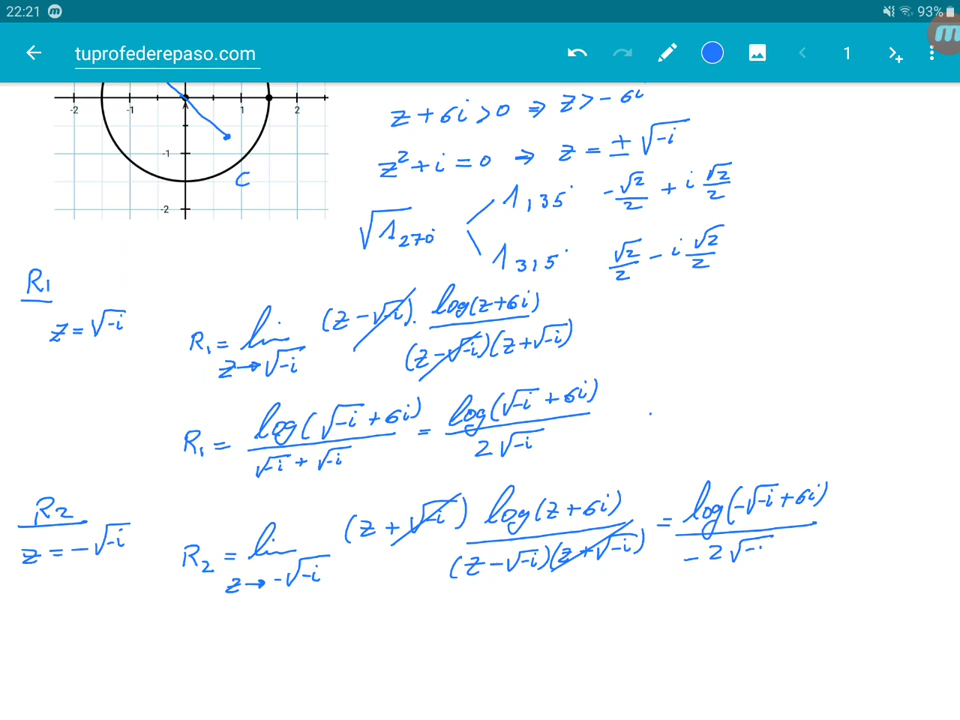 22:21 m 93%
tuprofederepaso.com 1
-2 -1 1 2
-1
-2
C
z + 6i > 0 ⇒ z > - 6i
z² + i = 0 ⇒ z = ± √-i
√1₂₇₀°
1₁₃₅° -√2/2 + i √2/2
1₃₁₅° √2/2 - i √2/2
R1
z = √-i
R₁ = lim z→√-i (z - √-i) · log(z+6i) / (z-√-i)(z+√-i)
R₁ = log(√-i + 6i) / √-i + √-i = log(√-i + 6i) / 2√-i
R2
z = -√-i
R₂ = lim z→ -√-i (z + √-i) log(z+6i) / (z-√-i)(z+√-i) = log(-√-i + 6i) / -2√-